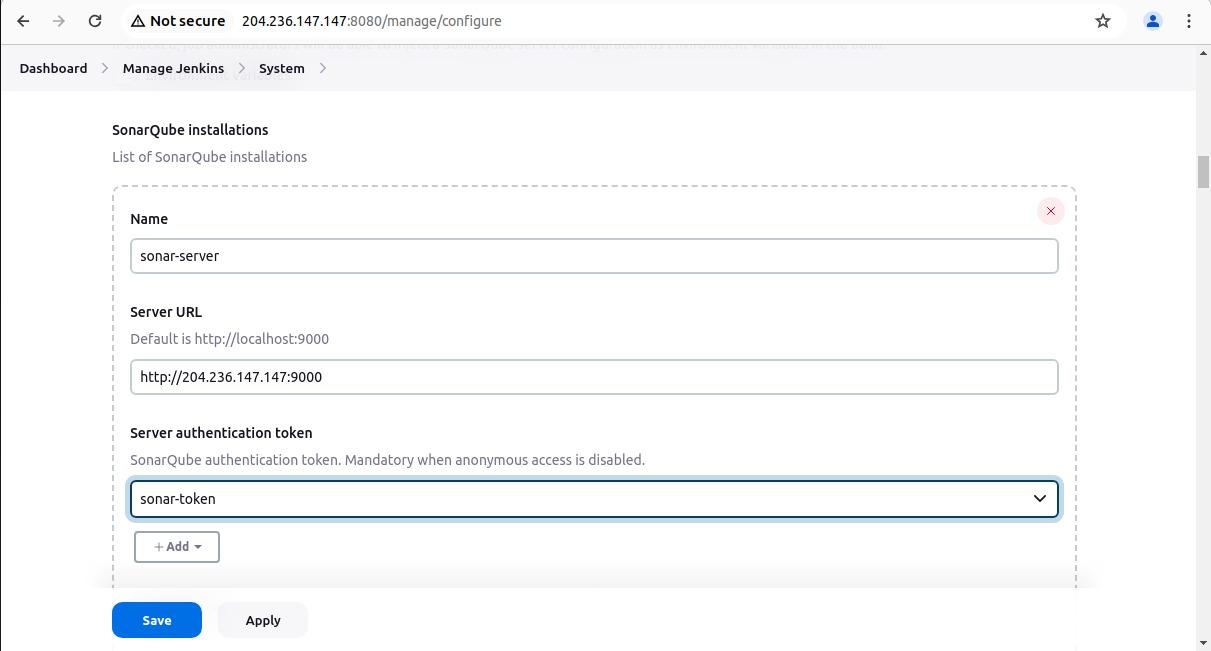 Not secure 204.236.147.147:8080/manage/configure
Dashboard Manage Jenkins System
SonarQube installations
List of SonarQube installations
Name
sonar-server
Server URL
Default is http://localhost:9000
http://204.236.147.147:9000
Server authentication token
SonarQube authentication token. Mandatory when anonymous access is disabled.
sonar-token
+ Add
Save Apply